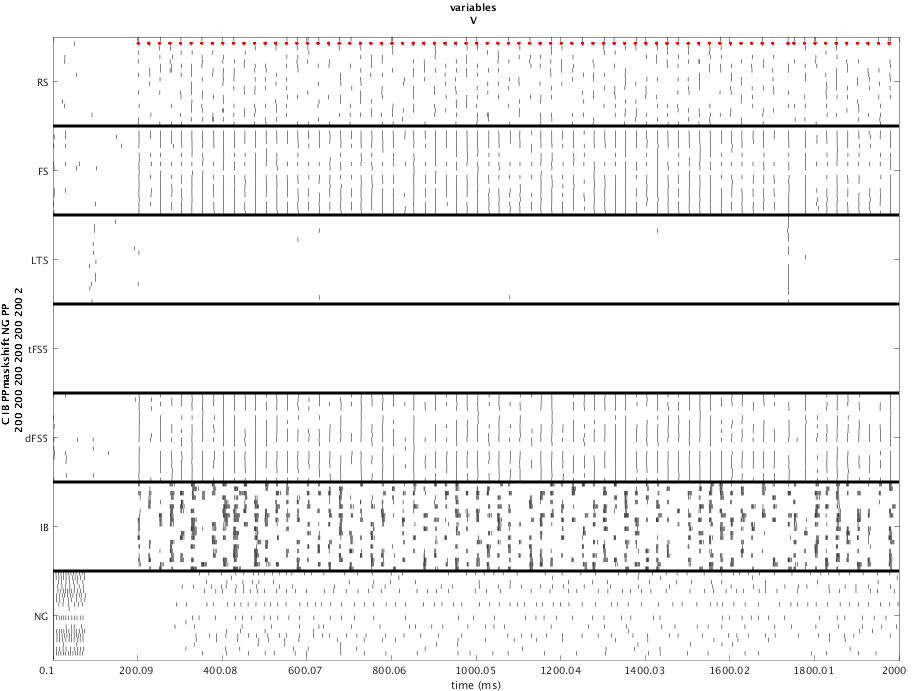 variables
V
RS
FS
LTS
tFS5
dFS5
IB
NG
C IB PPmaskshift NG PP
200 200 200 200 200 200 2
0.1 200.09 400.08 600.07 800.06 1000.05 1200.04 1400.03 1600.02 1800.01 2000
time (ms)